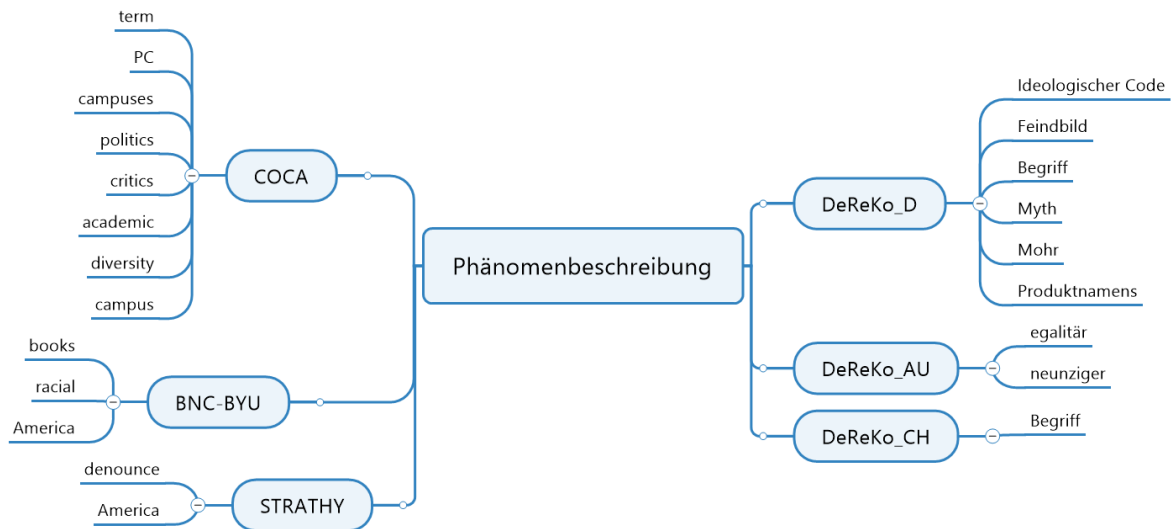 term
PC
campuses
politics
critics
academic
diversity
campus
COCA
books
racial
America
BNC-BYU
denounce
America
STRATHY
Phänomenbeschreibung
DeReKo_D
Ideologischer Code
Feindbild
Begriff
Myth
Mohr
Produktnamens
DeReKo_AU
egalitär
neunziger
DeReKo_CH
Begriff